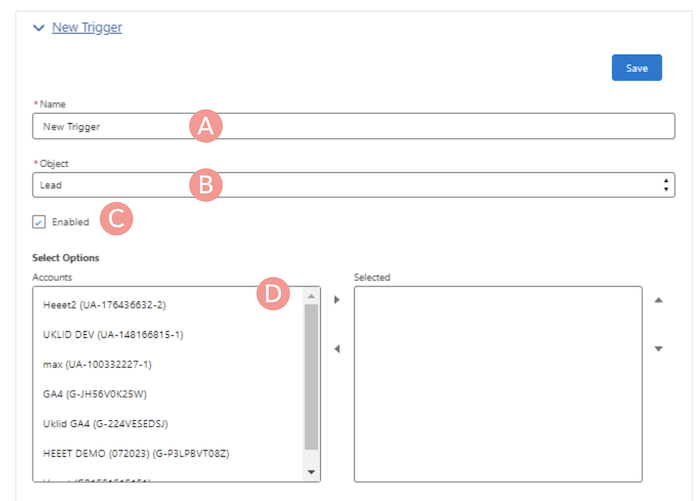 New Trigger
Save
* Name
New Trigger
A
* Object
Lead
B
Enabled
C
Select Options
Accounts
Selected
D
Heeet2 (UA-176436632-2)
UKLID DEV (UA-148166815-1)
max (UA-100332227-1)
GA4 (G-JH56V0K25W)
Uklid GA4 (G-224VESEDSJ)
HEEET DEMO (072023) (G-P3LPBVT08Z)